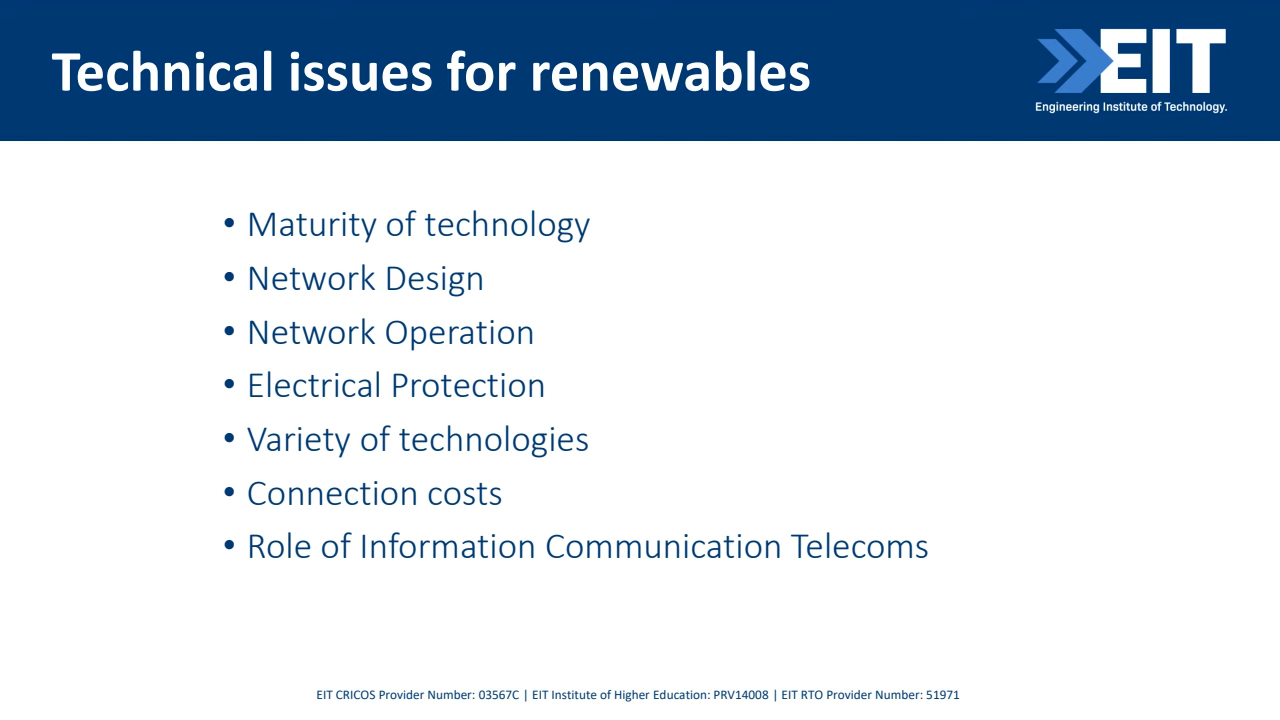 Technical issues for renewables
EIT
Engineering Institute of Technology.
• Maturity of technology
• Network Design
• Network Operation
• Electrical Protection
• Variety of technologies
• Connection costs
• Role of Information Communication Telecoms
EIT CRICOS Provider Number: 03567C | EIT Institute of Higher Education: PRV14008 | EIT RTO Provider Number: 51971